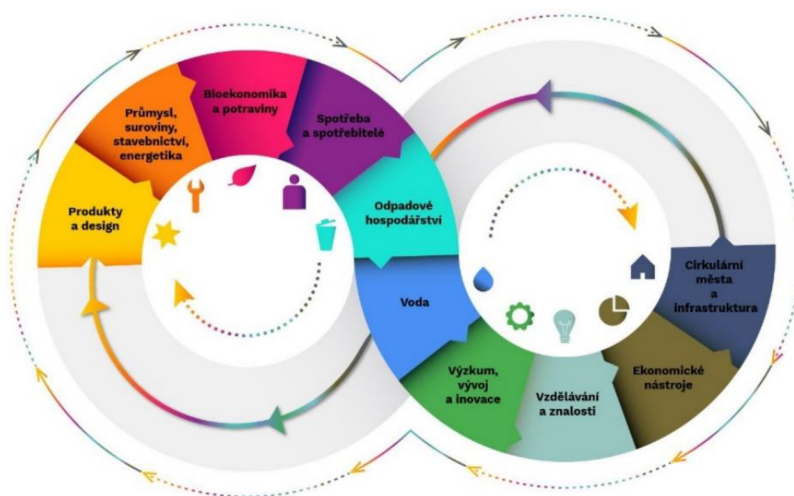 Produkty
a design
Průmysl,
suroviny,
stavebnictví,
energetika
Bioekonomika
a potraviny
Spotřeba
a spotřebitelé
Odpadové
hospodářství
Voda
Výzkum,
vývoj
a inovace
Vzdělávání
a znalosti
Ekonomické
nástroje
Cirkulární
města
a
infrastruktura